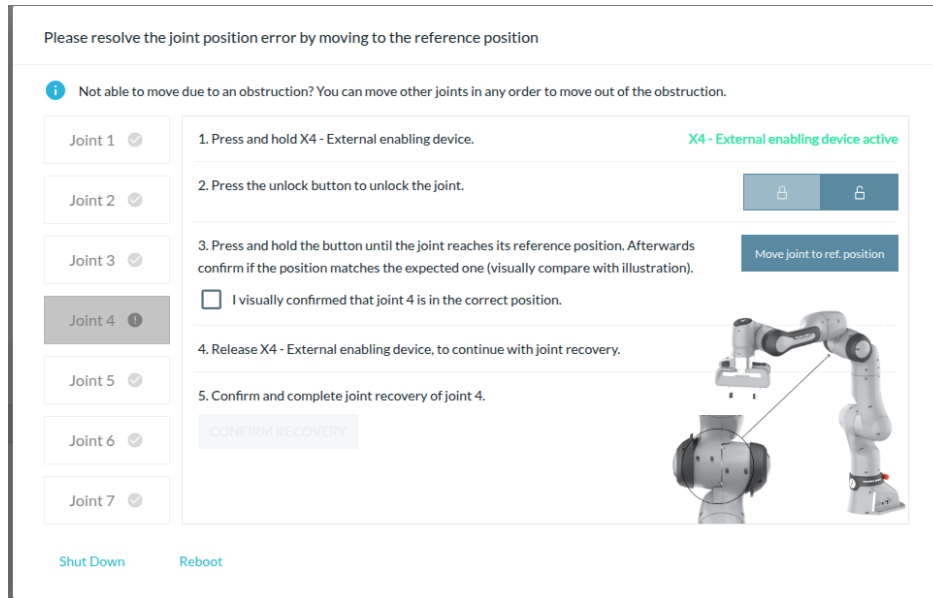 Please resolve the joint position error by moving to the reference position
Not able to move due to an obstruction? You can move other joints in any order to move out of the obstruction.
Joint 1
Joint 2
Joint 3
Joint 4
Joint 5
Joint 6
Joint 7
1. Press and hold X4 - External enabling device.
X4 - External enabling device active
2. Press the unlock button to unlock the joint.
3. Press and hold the button until the joint reaches its reference position. Afterwards
confirm if the position matches the expected one (visually compare with illustration).
Move joint to ref. position
I visually confirmed that joint 4 is in the correct position.
4. Release X4 - External enabling device, to continue with joint recovery.
5. Confirm and complete joint recovery of joint 4.
CONFIRM RECOVERY
Shut Down
Reboot